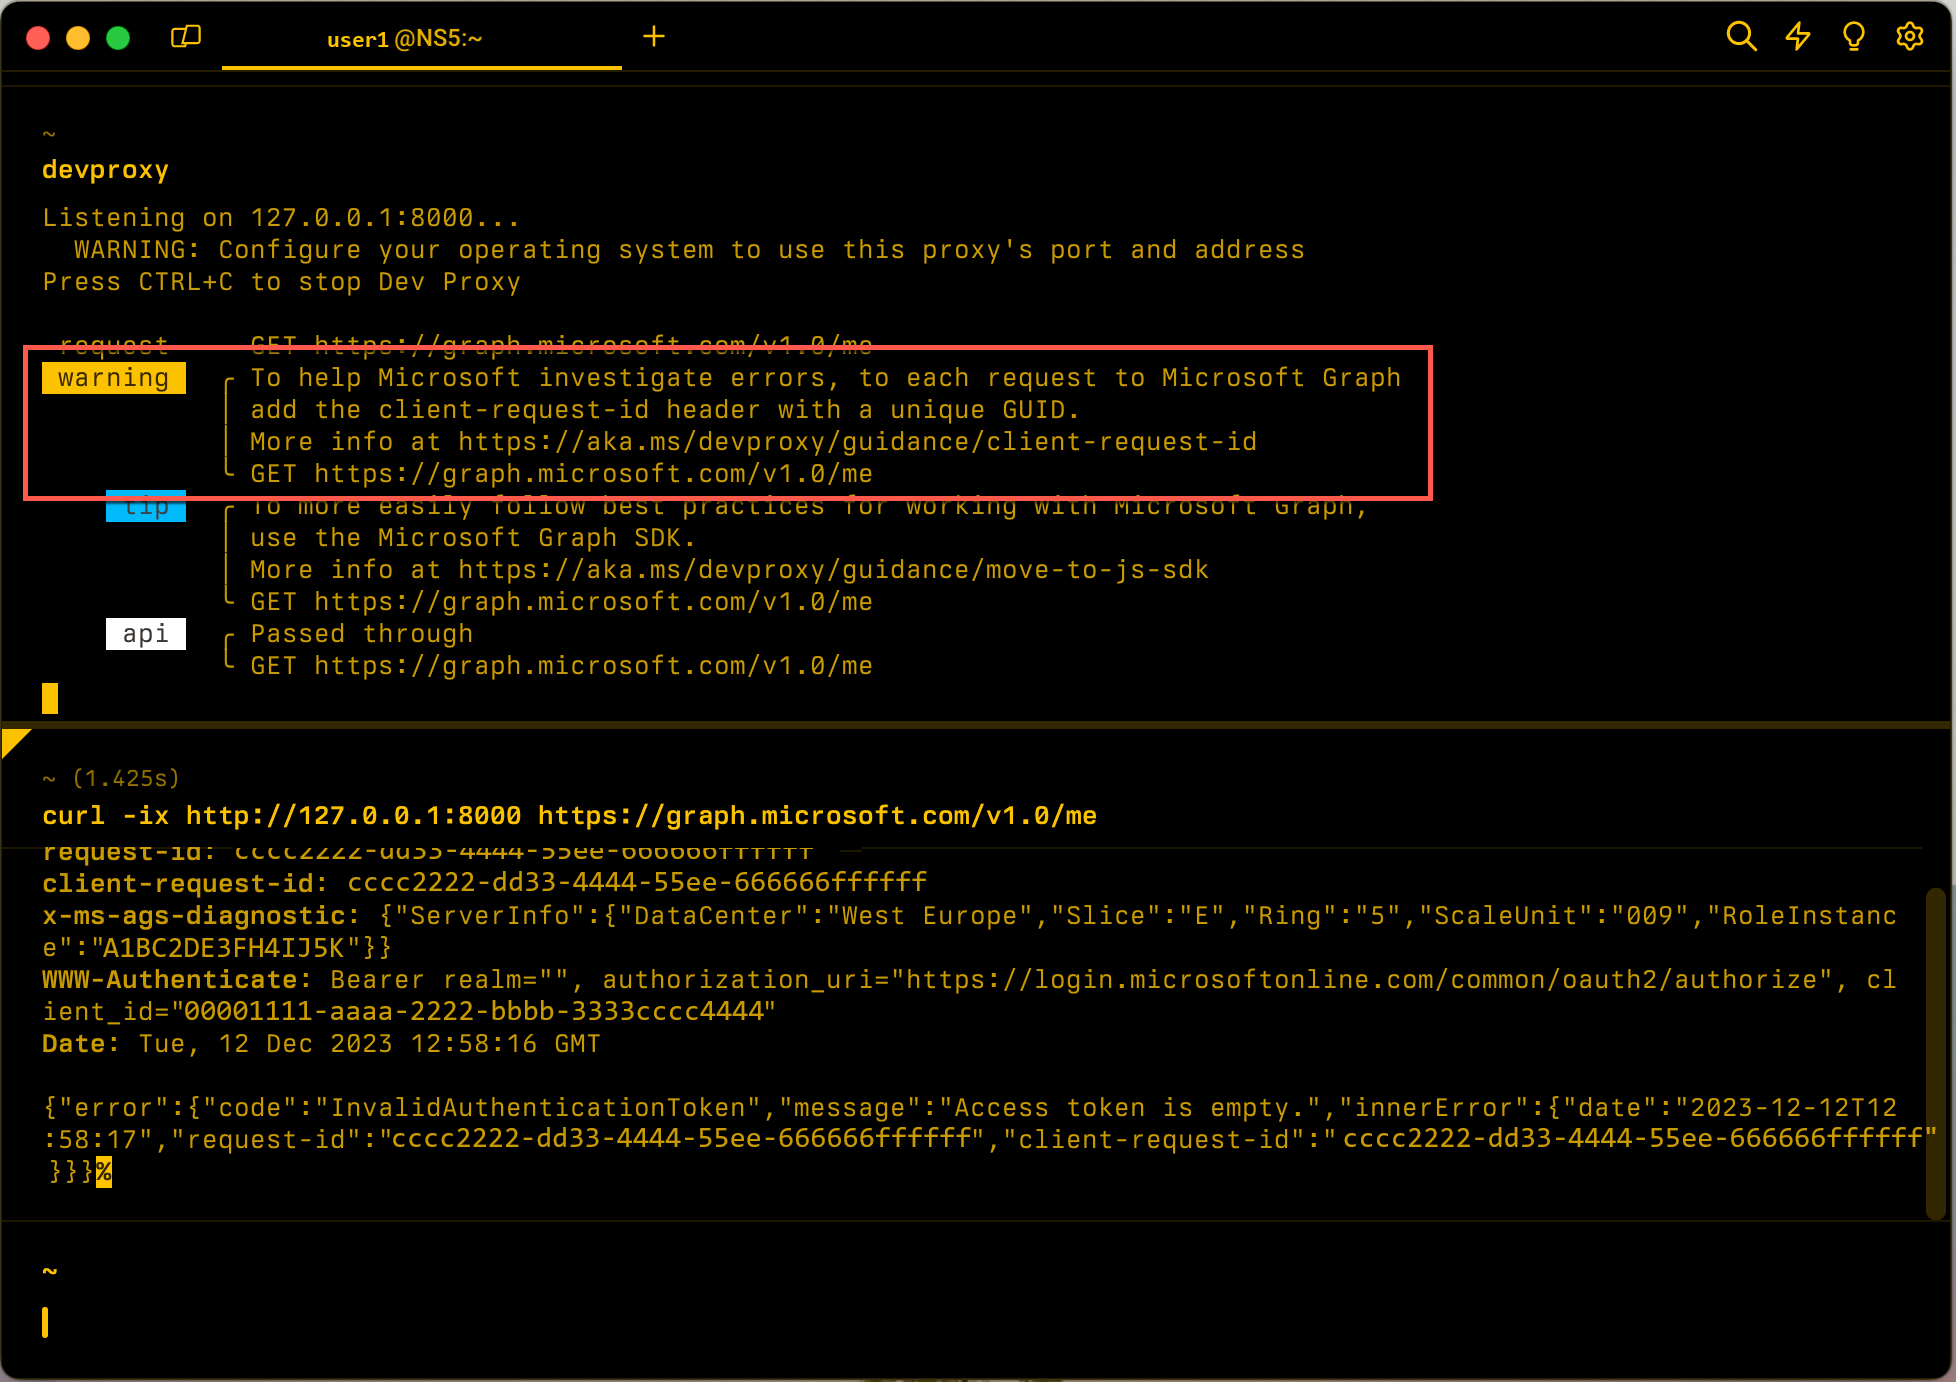 user1 @NS5:~
~
devproxy
Listening on 127.0.0.1:8000...
WARNING: Configure your operating system to use this proxy's port and address
Press CTRL+C to stop Dev Proxy
request GET https://graph.microsoft.com/v1.0/me
warning To help Microsoft investigate errors, to each request to Microsoft Graph
add the client-request-id header with a unique GUID.
More info at https://aka.ms/devproxy/guidance/client-request-id
GET https://graph.microsoft.com/v1.0/me
tip To more easily follow best practices for working with Microsoft Graph,
use the Microsoft Graph SDK.
More info at https://aka.ms/devproxy/guidance/move-to-js-sdk
GET https://graph.microsoft.com/v1.0/me
api Passed through
GET https://graph.microsoft.com/v1.0/me
~ (1.425s)
curl -ix http://127.0.0.1:8000 https://graph.microsoft.com/v1.0/me
request-id: cccc2222-dd33-4444-55ee-666666ffffff
client-request-id: cccc2222-dd33-4444-55ee-666666ffffff
x-ms-ags-diagnostic: {"ServerInfo":{"DataCenter":"West Europe","Slice":"E","Ring":"5","ScaleUnit":"009","RoleInstanc
e":"A1BC2DE3FH4IJ5K"}}
WWW-Authenticate: Bearer realm="", authorization_uri="https://login.microsoftonline.com/common/oauth2/authorize", cl
ient_id="00001111-aaaa-2222-bbbb-3333cccc4444"
Date: Tue, 12 Dec 2023 12:58:16 GMT
{"error":{"code":"InvalidAuthenticationToken","message":"Access token is empty.","innerError":{"date":"2023-12-12T12
:58:17","request-id":"cccc2222-dd33-4444-55ee-666666ffffff","client-request-id":"cccc2222-dd33-4444-55ee-666666ffffff"
}}}%
~